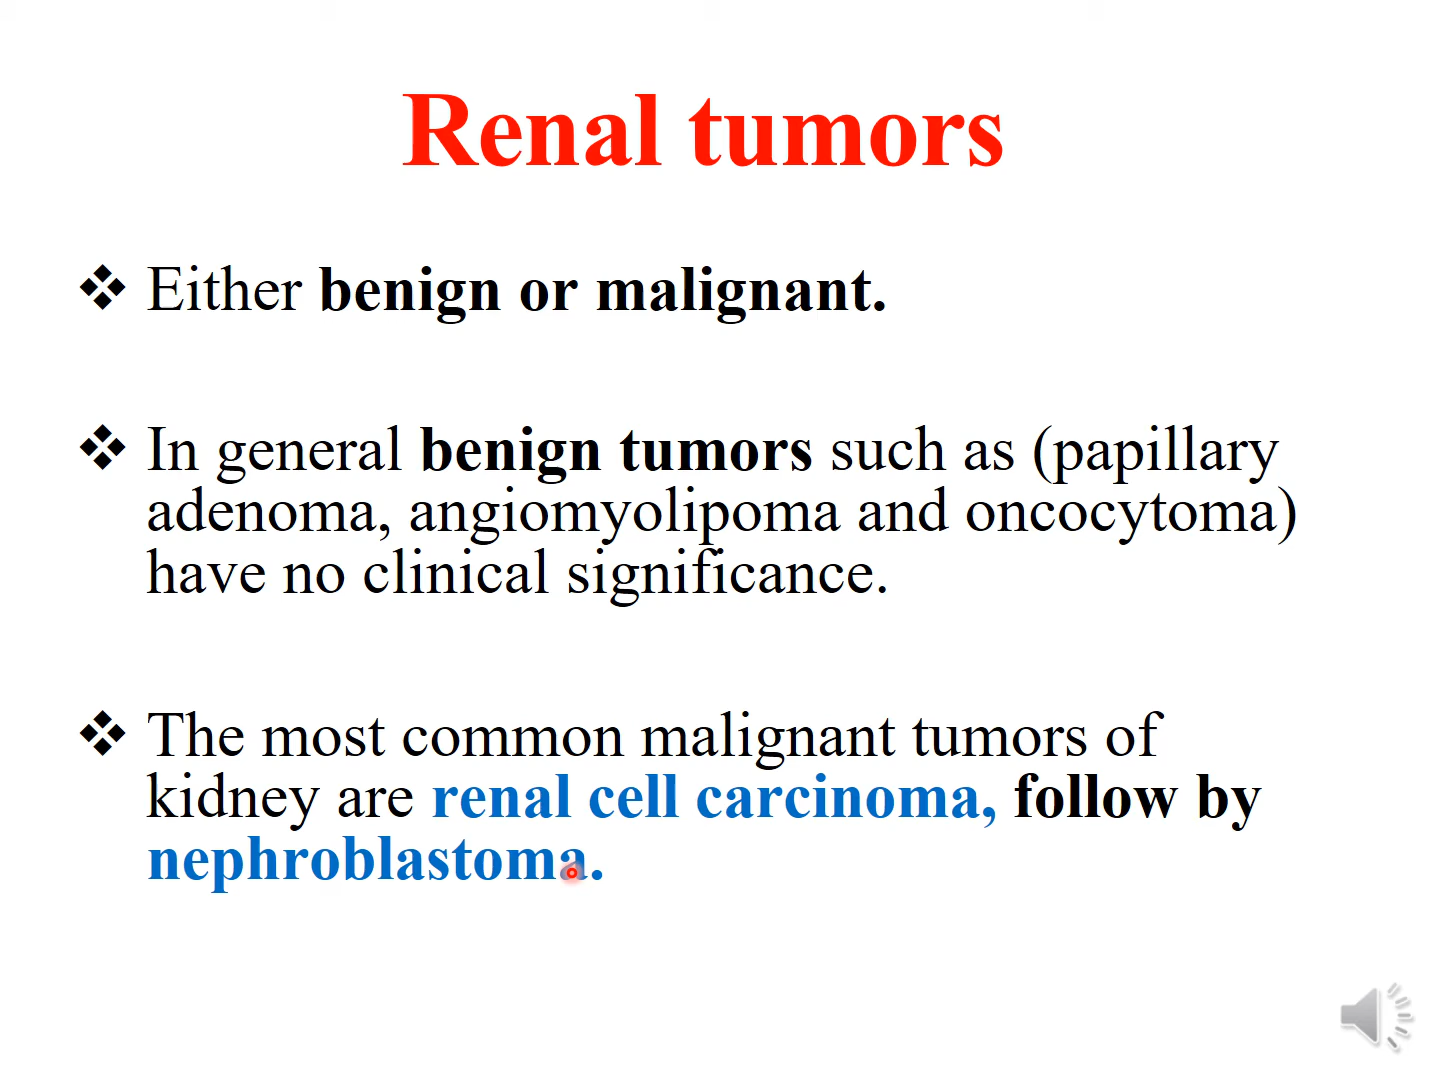 Renal tumors
❖ Either benign or malignant.
❖ In general benign tumors such as (papillary
adenoma, angiomyolipoma and oncocytoma)
have no clinical significance.
❖ The most common malignant tumors of
kidney are renal cell carcinoma, follow by
nephroblastoma.